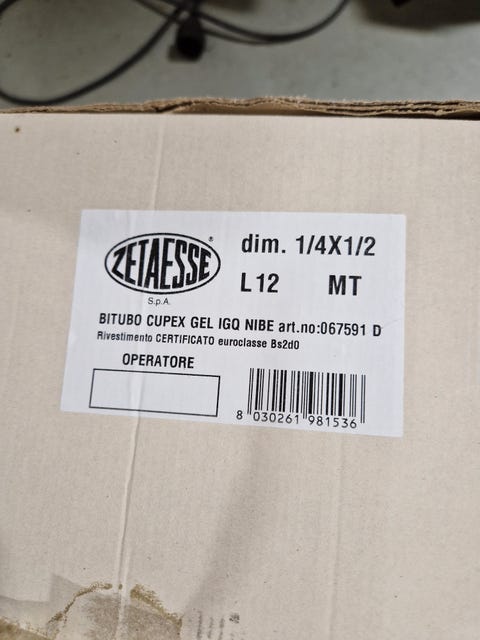 ZETAESSE®
S.p.A.
dim. 1/4X1/2
L 12 MT
BITUBO CUPEX GEL IGQ NIBE art.no:067591 D
Rivestimento CERTIFICATO euroclasse Bs2d0
OPERATORE
8 030261 981536